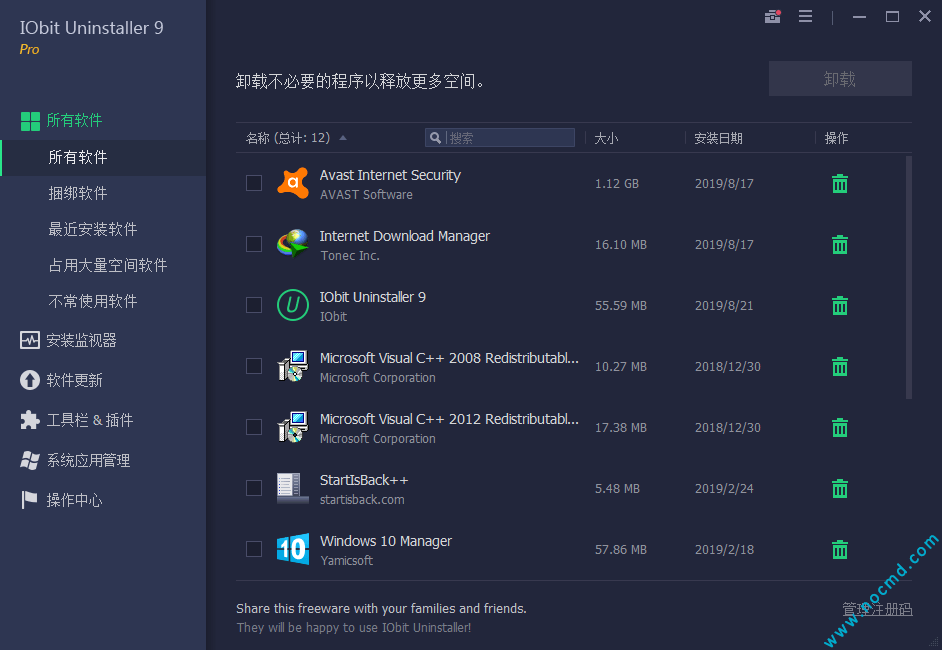 IObit Uninstaller 9
Pro
所有软件
所有软件
捆绑软件
最近安装软件
占用大量空间软件
不常使用软件
安装监视器
软件更新
工具栏 & 插件
系统应用管理
操作中心
卸载不必要的程序以释放更多空间。
卸载
名称 (总计: 12) 搜索 大小 安装日期 操作
Avast Internet Security
AVAST Software
1.12 GB 2019/8/17
Internet Download Manager
Tonec Inc.
16.10 MB 2019/8/17
IObit Uninstaller 9
IObit
55.59 MB 2019/8/21
Microsoft Visual C++ 2008 Redistributabl...
Microsoft Corporation
10.27 MB 2018/12/30
Microsoft Visual C++ 2012 Redistributabl...
Microsoft Corporation
17.38 MB 2018/12/30
StartIsBack++
startisback.com
5.48 MB 2019/2/24
10
Windows 10 Manager
Yamicsoft
57.86 MB 2019/2/18
Share this freeware with your families and friends.
They will be happy to use IObit Uninstaller!
管理注册码